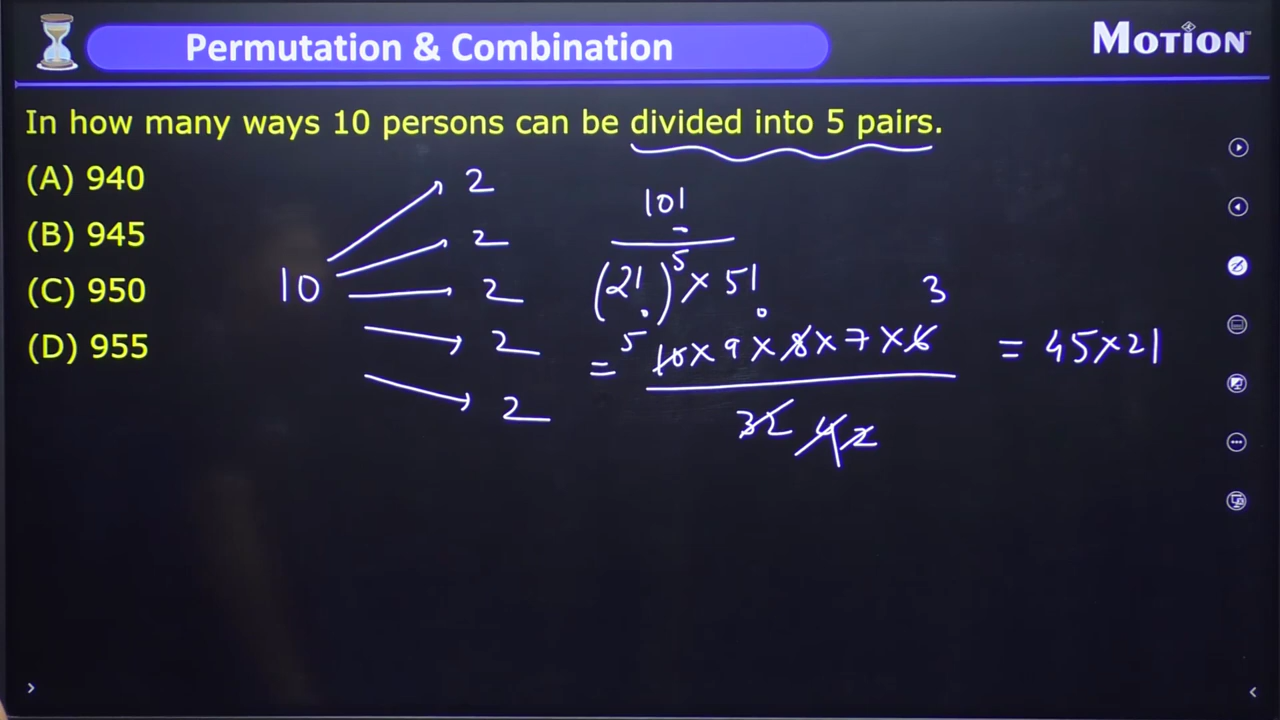 Permutation & Combination
MOTION™
In how many ways 10 persons can be divided into 5 pairs.
(A) 940
(B) 945
(C) 950
(D) 955
10
2
2
2
2
2
10!
(2!)^5 × 5!
= 10 × 9 × 8 × 7 × 6 = 45 × 21
5
3
32 4 2